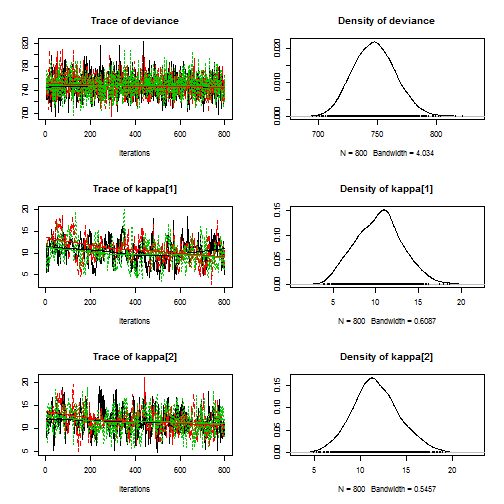 Trace of deviance
Density of deviance
700 740 780 820
0 200 400 600 800
Iterations
0.000 0.010 0.020
700 750 800
N = 800 Bandwidth = 4.034
Trace of kappa[1]
Density of kappa[1]
5 10 15 20
0 200 400 600 800
Iterations
0.00 0.05 0.10 0.15
5 10 15 20
N = 800 Bandwidth = 0.6087
Trace of kappa[2]
Density of kappa[2]
5 10 15 20
0 200 400 600 800
Iterations
0.00 0.05 0.10 0.15
5 10 15 20
N = 800 Bandwidth = 0.5457